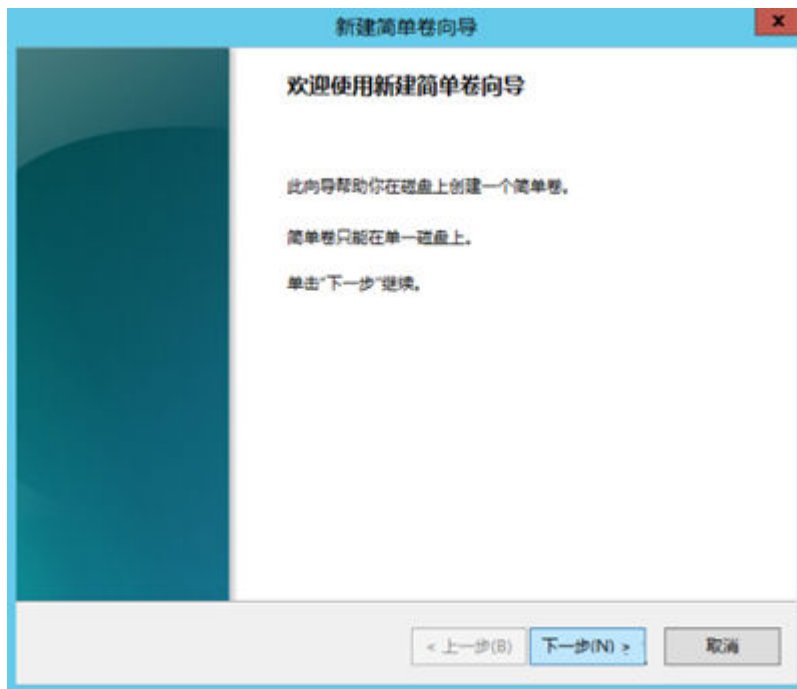 新建简单卷向导
x
欢迎使用新建简单卷向导
此向导帮助你在磁盘上创建一个简单卷。
简单卷只能在单一磁盘上。
单击"下一步"继续。
< 上一步(B) 下一步(N) > 取消